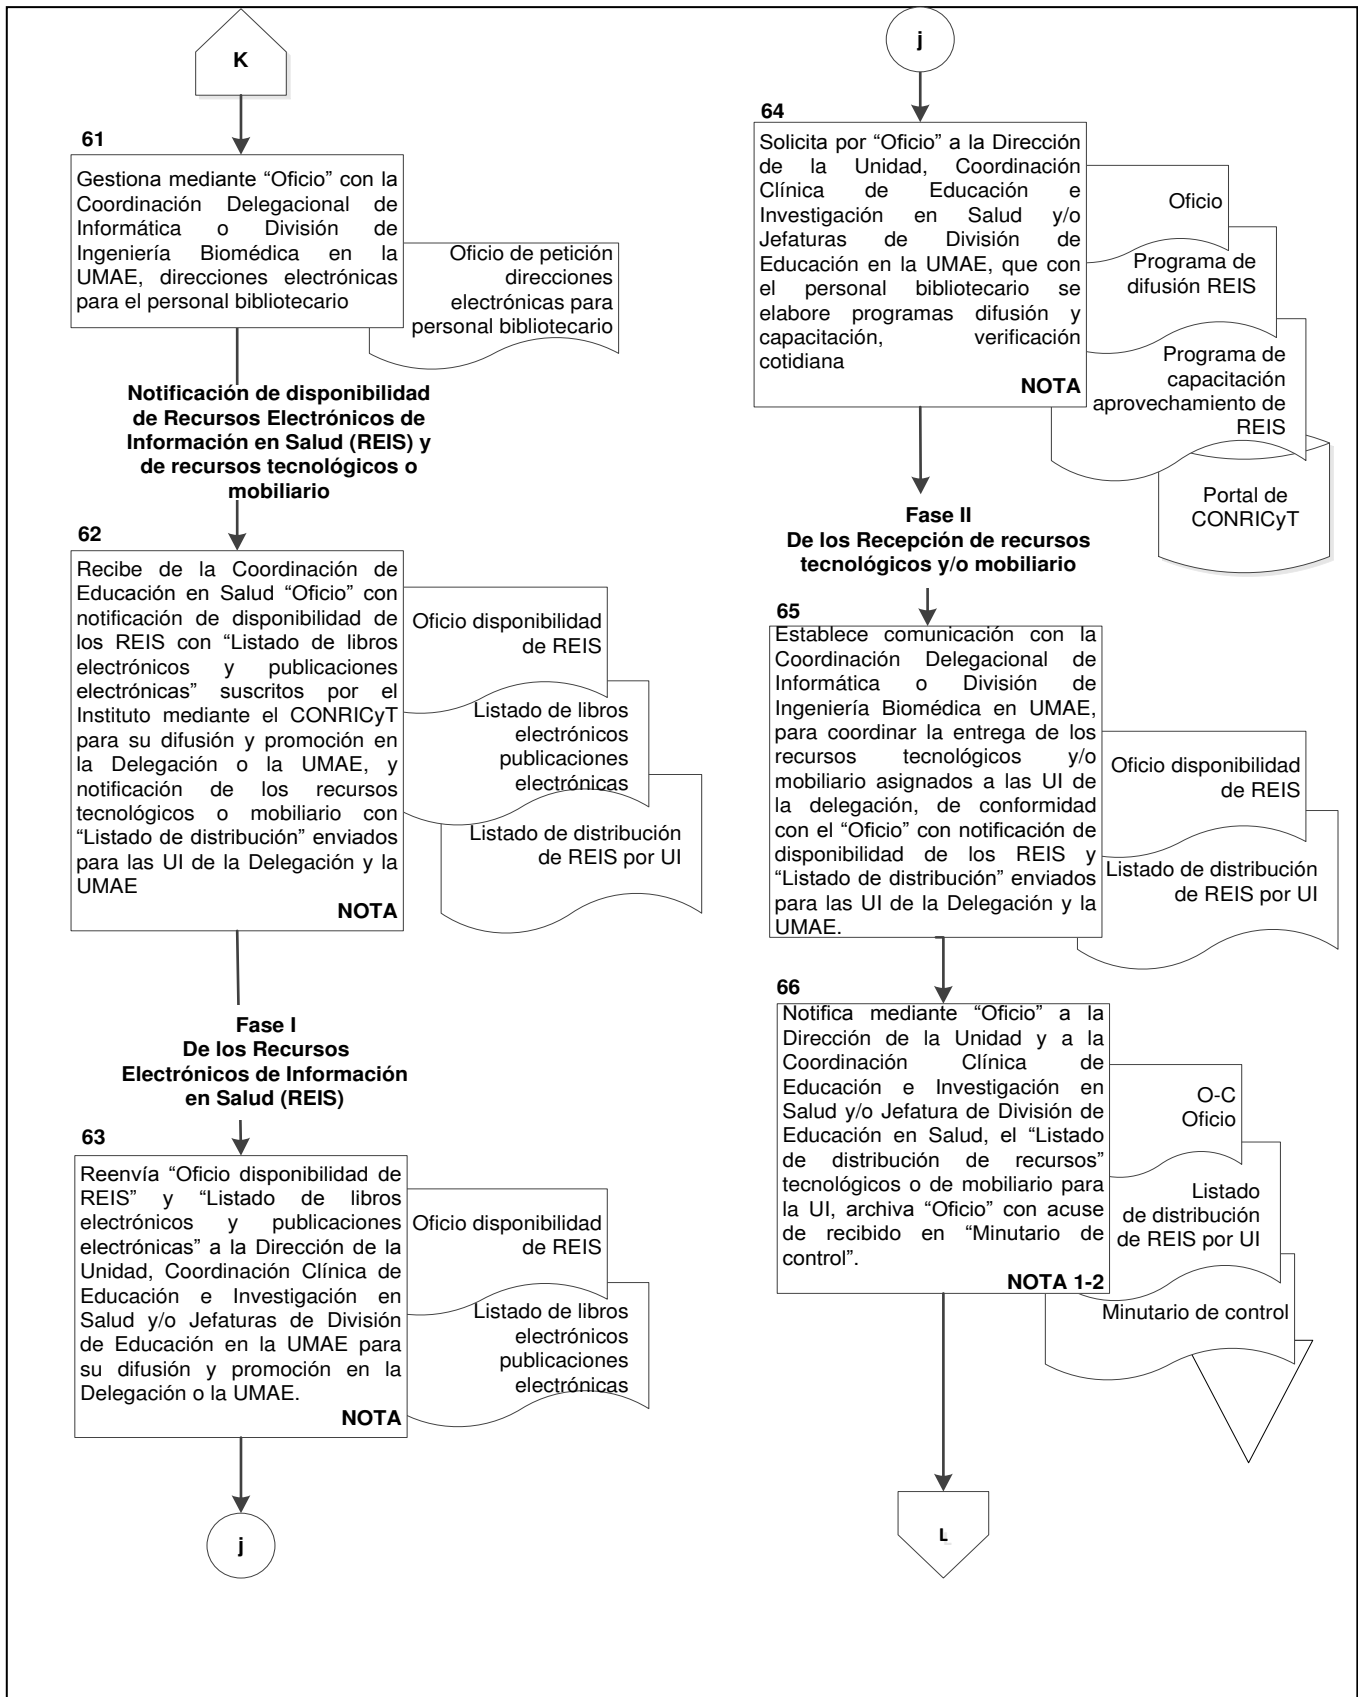 K
61
Gestiona mediante “Oficio” con la
Coordinación Delegacional de
Informática o División de
Ingeniería Biomédica en la
UMAE, direcciones electrónicas
para el personal bibliotecario
Oficio de petición
direcciones
electrónicas para
personal bibliotecario
Notificación de disponibilidad
de Recursos Electrónicos de
Información en Salud (REIS) y
de recursos tecnológicos o
mobiliario
62
Recibe de la Coordinación de
Educación en Salud “Oficio” con
notificación de disponibilidad de
los REIS con “Listado de libros
electrónicos y publicaciones
electrónicas” suscritos por el
Instituto mediante el CONRICyT
para su difusión y promoción en
la Delegación o la UMAE, y
notificación de los recursos
tecnológicos o mobiliario con
“Listado de distribución” enviados
para las UI de la Delegación y la
UMAE
NOTA
Oficio disponibilidad
de REIS
Listado de libros
electrónicos
publicaciones
electrónicas
Listado de distribución
de REIS por UI
Fase I
De los Recursos
Electrónicos de Información
en Salud (REIS)
63
Reenvía “Oficio disponibilidad de
REIS” y “Listado de libros
electrónicos y publicaciones
electrónicas” a la Dirección de la
Unidad, Coordinación Clínica de
Educación e Investigación en
Salud y/o Jefaturas de División
de Educación en la UMAE para
su difusión y promoción en la
Delegación o la UMAE.
NOTA
Oficio disponibilidad
de REIS
Listado de libros
electrónicos
publicaciones
electrónicas
j
j
64
Solicita por “Oficio” a la Dirección
de la Unidad, Coordinación
Clínica de Educación e
Investigación en Salud y/o
Jefaturas de División de
Educación en la UMAE, que con
el personal bibliotecario se
elabore programas difusión y
capacitación, verificación
cotidiana
NOTA
Oficio
Programa de
difusión REIS
Programa de
capacitación
aprovechamiento de
REIS
Portal de
CONRICyT
Fase II
De los Recepción de recursos
tecnológicos y/o mobiliario
65
Establece comunicación con la
Coordinación Delegacional de
Informática o División de
Ingeniería Biomédica en UMAE,
para coordinar la entrega de los
recursos tecnológicos y/o
mobiliario asignados a las UI de
la delegación, de conformidad
con el “Oficio” con notificación de
disponibilidad de los REIS y
“Listado de distribución” enviados
para las UI de la Delegación y la
UMAE.
Oficio disponibilidad
de REIS
Listado de distribución
de REIS por UI
66
Notifica mediante “Oficio” a la
Dirección de la Unidad y a la
Coordinación Clínica de
Educación e Investigación en
Salud y/o Jefatura de División de
Educación en Salud, el “Listado
de distribución de recursos”
tecnológicos o de mobiliario para
la UI, archiva “Oficio” con acuse
de recibido en “Minutario de
control”.
NOTA 1-2
O-C
Oficio
Listado
de distribución
de REIS por UI
Minutario de control
L